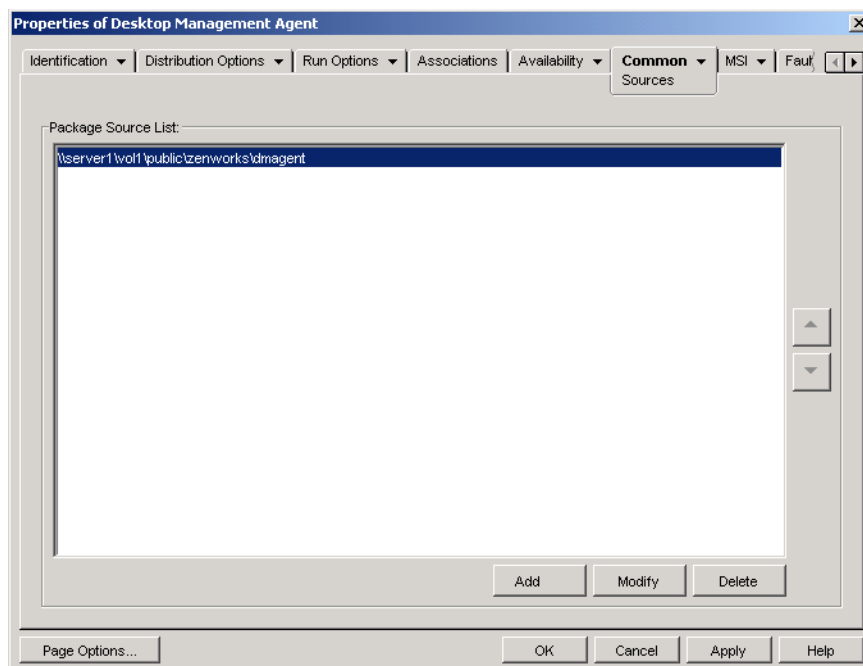 Properties of Desktop Management Agent
Identification Distribution Options Run Options Associations Availability Common MSI Faul
Sources
Package Source List:
\\server1\vol1\public\zenworks\dmagent
Add Modify Delete
Page Options... OK Cancel Apply Help